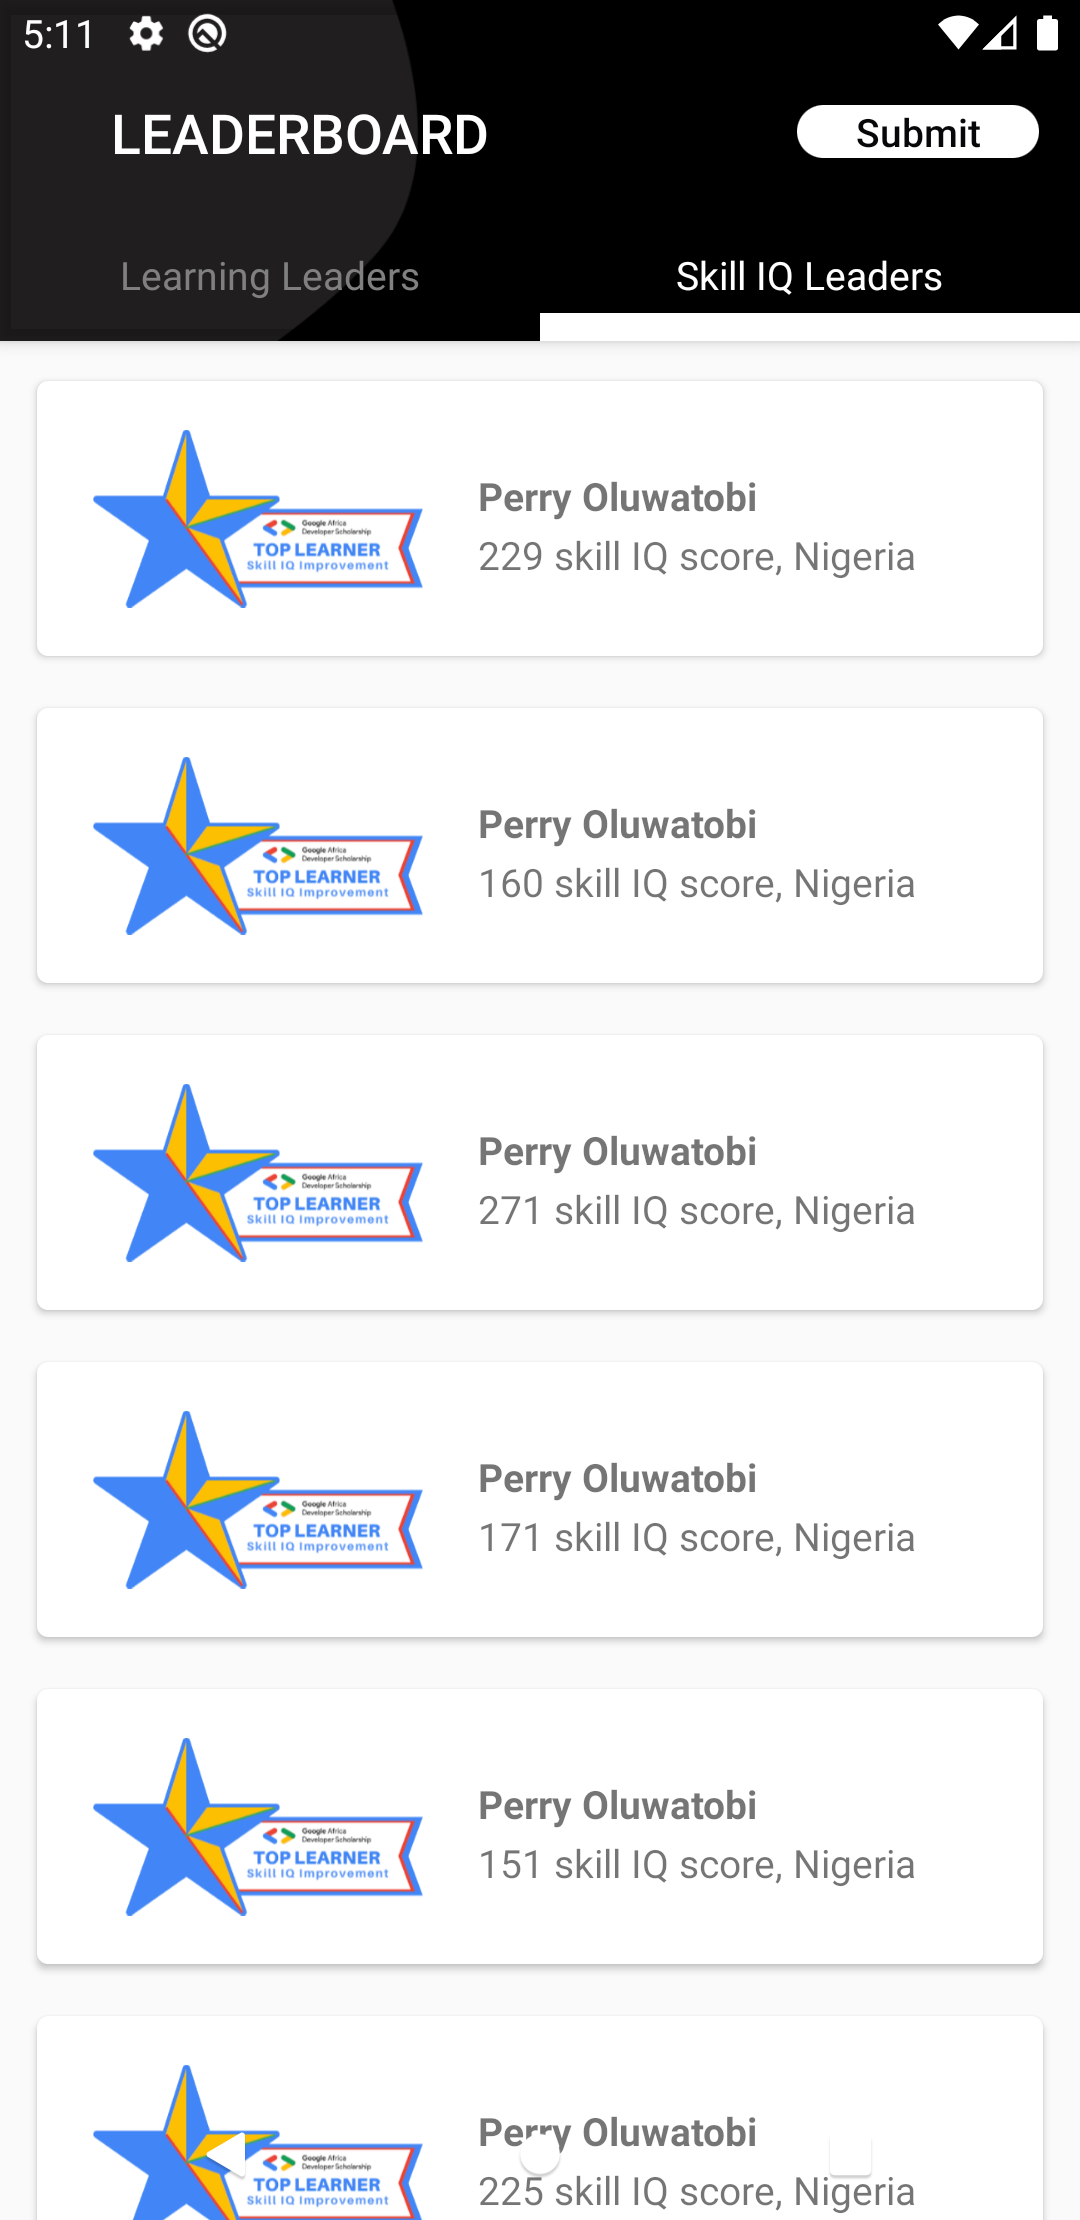 5:11
LEADERBOARD
Submit
Learning Leaders
Skill IQ Leaders
Google Africa
Developer Scholarship
TOP LEARNER
Skill IQ Improvement
Perry Oluwatobi
229 skill IQ score, Nigeria
Google Africa
Developer Scholarship
TOP LEARNER
Skill IQ Improvement
Perry Oluwatobi
160 skill IQ score, Nigeria
Google Africa
Developer Scholarship
TOP LEARNER
Skill IQ Improvement
Perry Oluwatobi
271 skill IQ score, Nigeria
Google Africa
Developer Scholarship
TOP LEARNER
Skill IQ Improvement
Perry Oluwatobi
171 skill IQ score, Nigeria
Google Africa
Developer Scholarship
TOP LEARNER
Skill IQ Improvement
Perry Oluwatobi
151 skill IQ score, Nigeria
Google Africa
Developer Scholarship
TOP LEARNER
Skill IQ Improvement
Perry Oluwatobi
225 skill IQ score, Nigeria